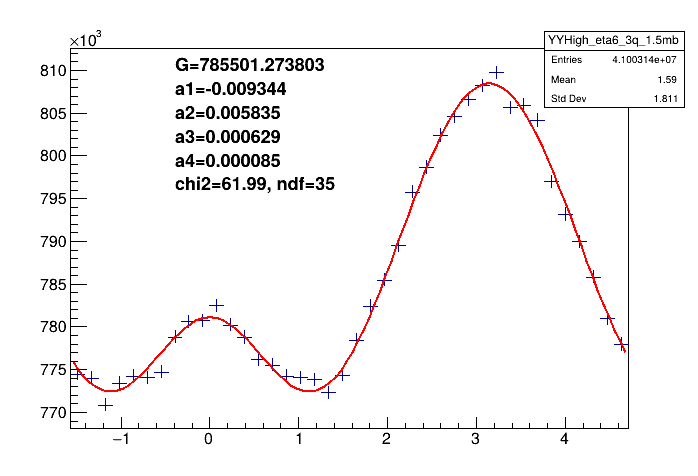 ×10³
YYHigh_eta6_3q_1.5mb
Entries 4.100314e+07
Mean 1.59
Std Dev 1.811
G=785501.273803
a1=-0.009344
a2=0.005835
a3=0.000629
a4=0.000085
chi2=61.99, ndf=35
810
805
800
795
790
785
780
775
770
−1 0 1 2 3 4